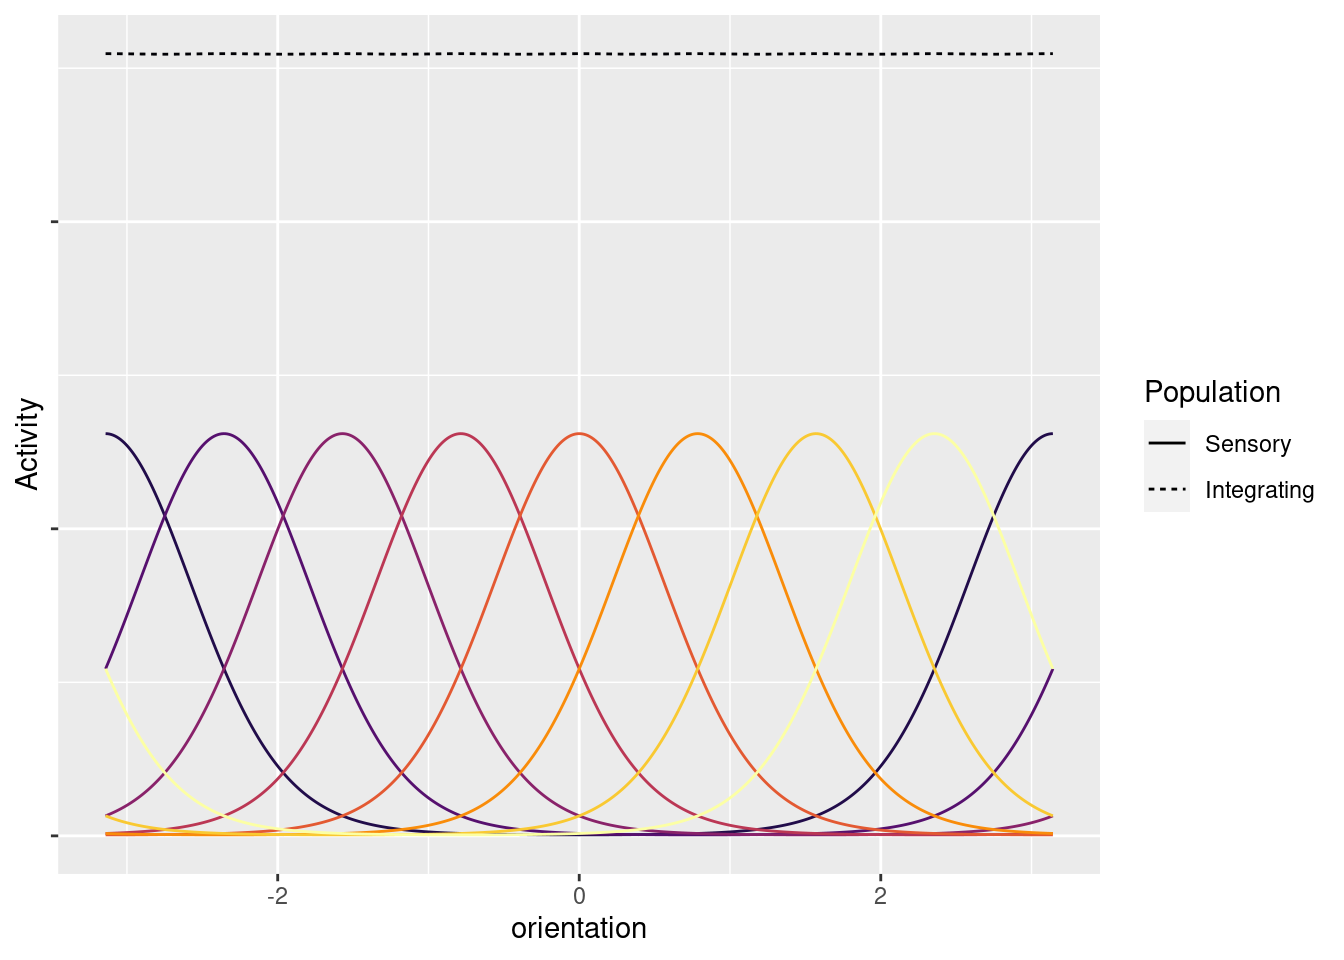 Activity
-2
0
2
orientation
Population
Sensory
Integrating